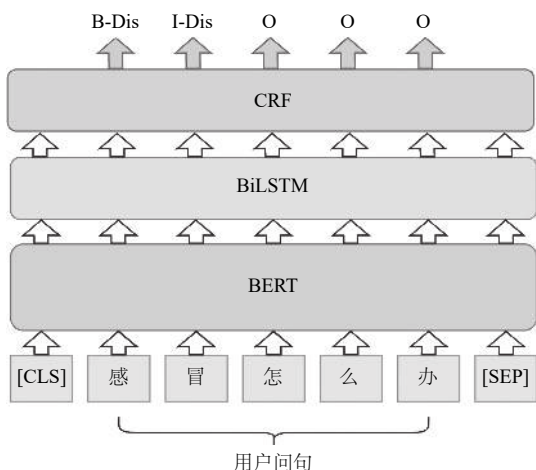 B-Dis I-Dis O O O
CRF
BiLSTM
BERT
[CLS] 感 冒 怎 么 办 [SEP]
用户问句